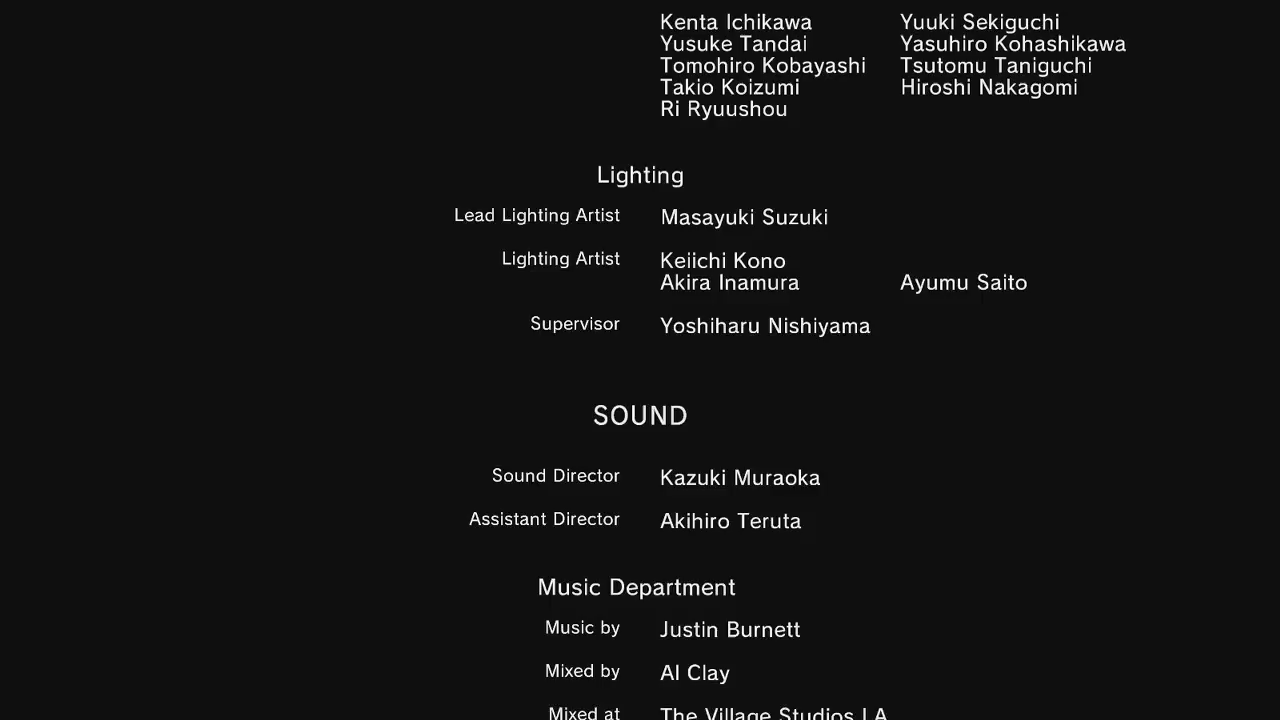 Kenta Ichikawa Yuuki Sekiguchi
Yusuke Tandai Yasuhiro Kohashikawa
Tomohiro Kobayashi Tsutomu Taniguchi
Takio Koizumi Hiroshi Nakagomi
Ri Ryuushou
Lighting
Lead Lighting Artist Masayuki Suzuki
Lighting Artist Keiichi Kono
Akira Inamura Ayumu Saito
Supervisor Yoshiharu Nishiyama
SOUND
Sound Director Kazuki Muraoka
Assistant Director Akihiro Teruta
Music Department
Music by Justin Burnett
Mixed by Al Clay
Mixed at The Village Studios LA